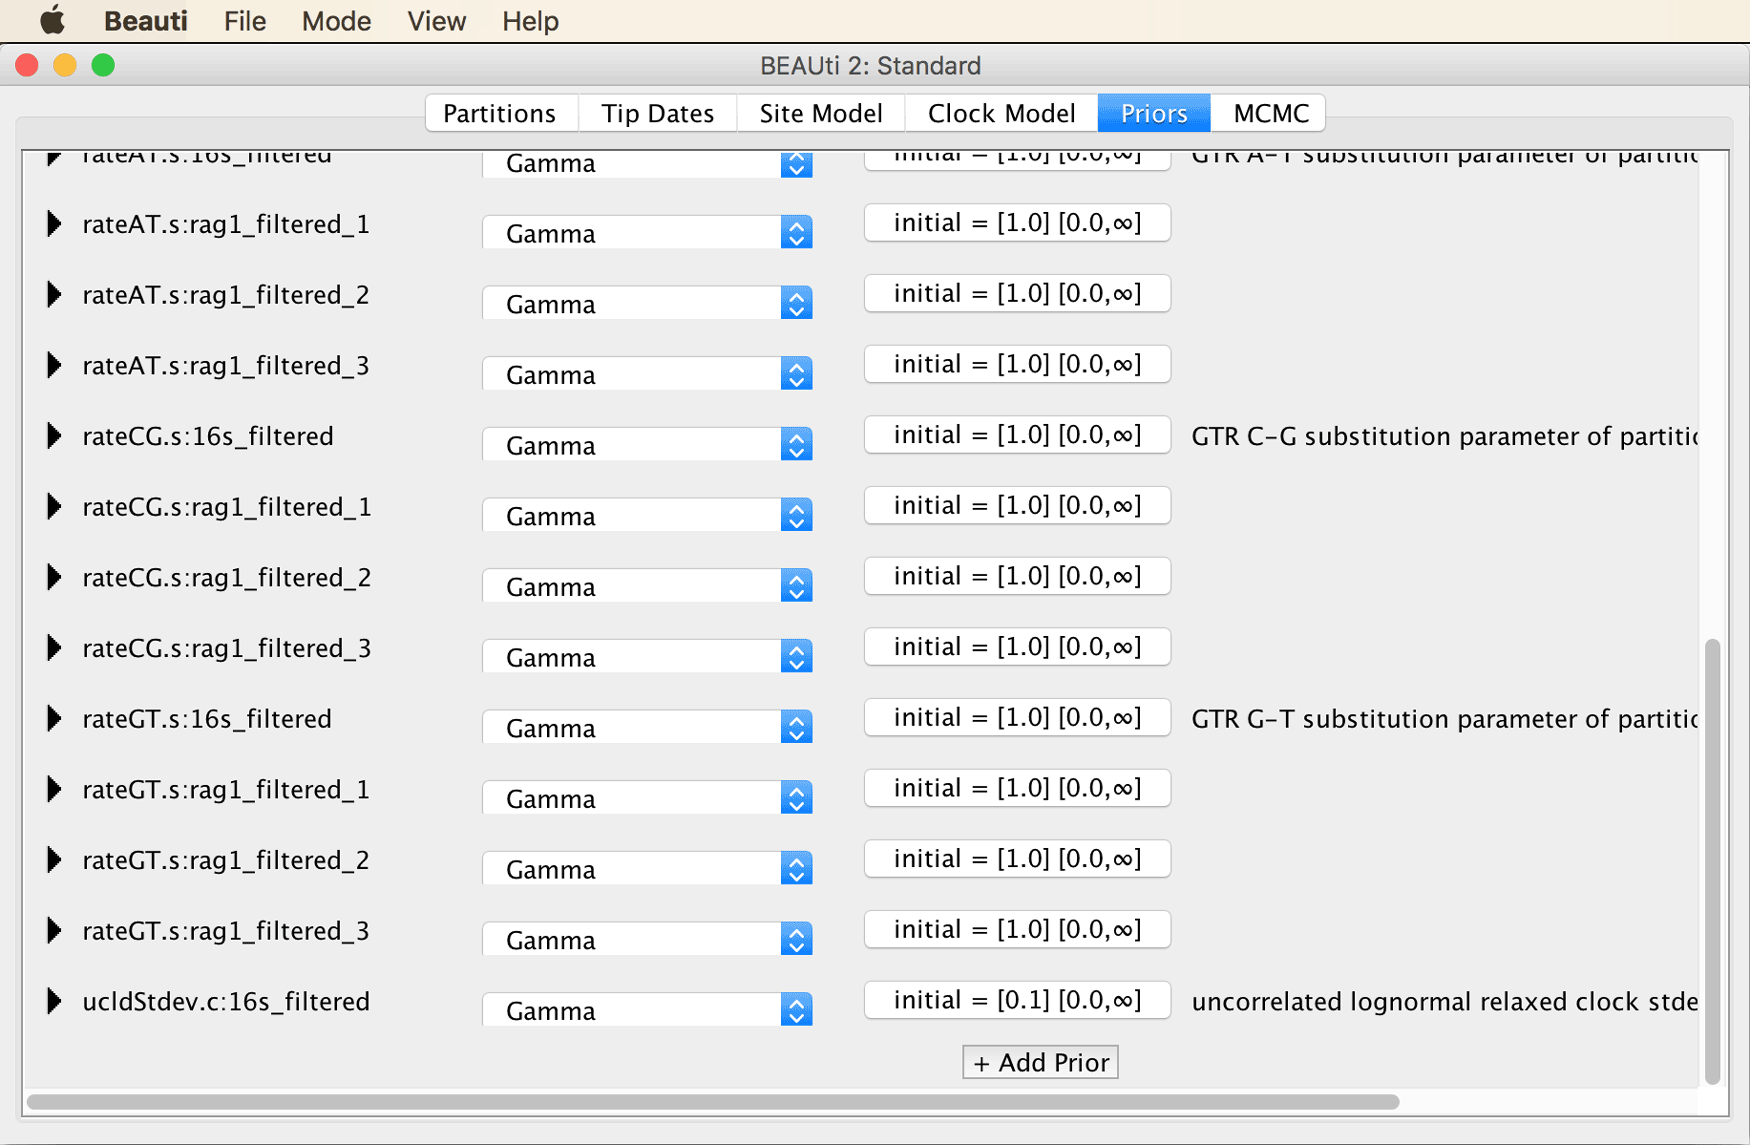 Beauti File Mode View Help
BEAUti 2: Standard
Partitions Tip Dates Site Model Clock Model Priors MCMC
rateAT.s:16s_filtered Gamma initial = [1.0] [0.0,∞] GTR A-T substitution parameter of partitic
rateAT.s:rag1_filtered_1 Gamma initial = [1.0] [0.0,∞]
rateAT.s:rag1_filtered_2 Gamma initial = [1.0] [0.0,∞]
rateAT.s:rag1_filtered_3 Gamma initial = [1.0] [0.0,∞]
rateCG.s:16s_filtered Gamma initial = [1.0] [0.0,∞] GTR C-G substitution parameter of partitic
rateCG.s:rag1_filtered_1 Gamma initial = [1.0] [0.0,∞]
rateCG.s:rag1_filtered_2 Gamma initial = [1.0] [0.0,∞]
rateCG.s:rag1_filtered_3 Gamma initial = [1.0] [0.0,∞]
rateGT.s:16s_filtered Gamma initial = [1.0] [0.0,∞] GTR G-T substitution parameter of partitic
rateGT.s:rag1_filtered_1 Gamma initial = [1.0] [0.0,∞]
rateGT.s:rag1_filtered_2 Gamma initial = [1.0] [0.0,∞]
rateGT.s:rag1_filtered_3 Gamma initial = [1.0] [0.0,∞]
ucldStdev.c:16s_filtered Gamma initial = [0.1] [0.0,∞] uncorrelated lognormal relaxed clock stde
+ Add Prior